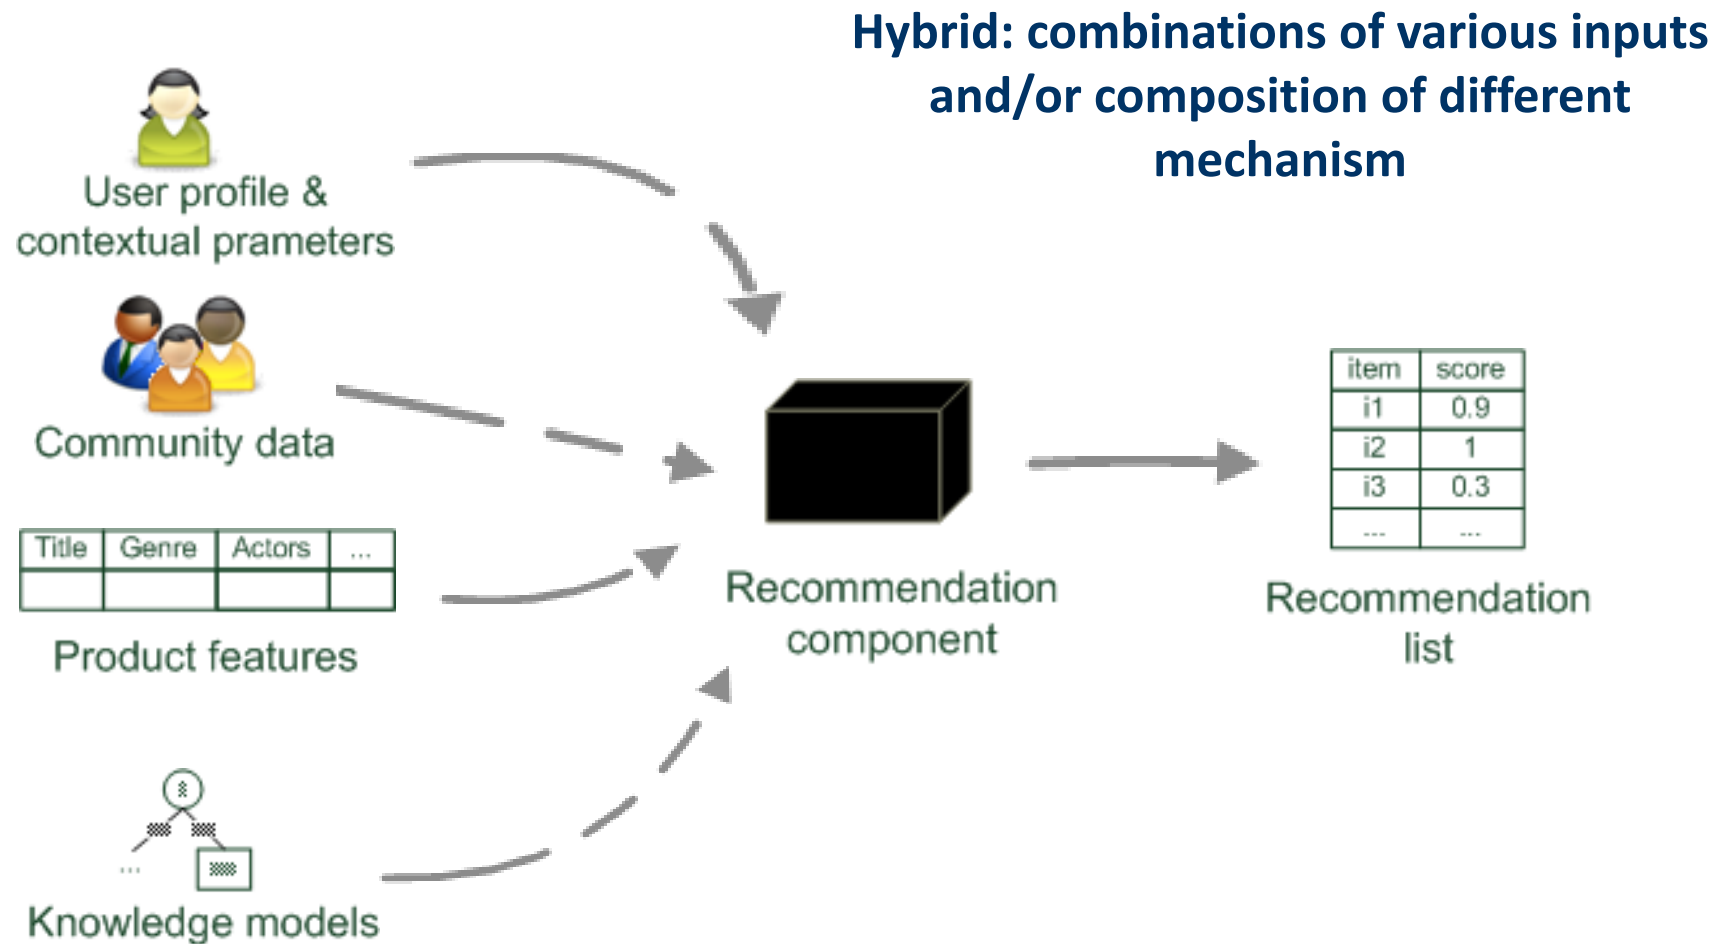 Hybrid: combinations of various inputs
and/or composition of different
mechanism
User profile &
contextual prameters
Community data
Title Genre Actors ...
Product features
...
Knowledge models
Recommendation
component
item score
i1 0.9
i2 1
i3 0.3
... ...
Recommendation
list